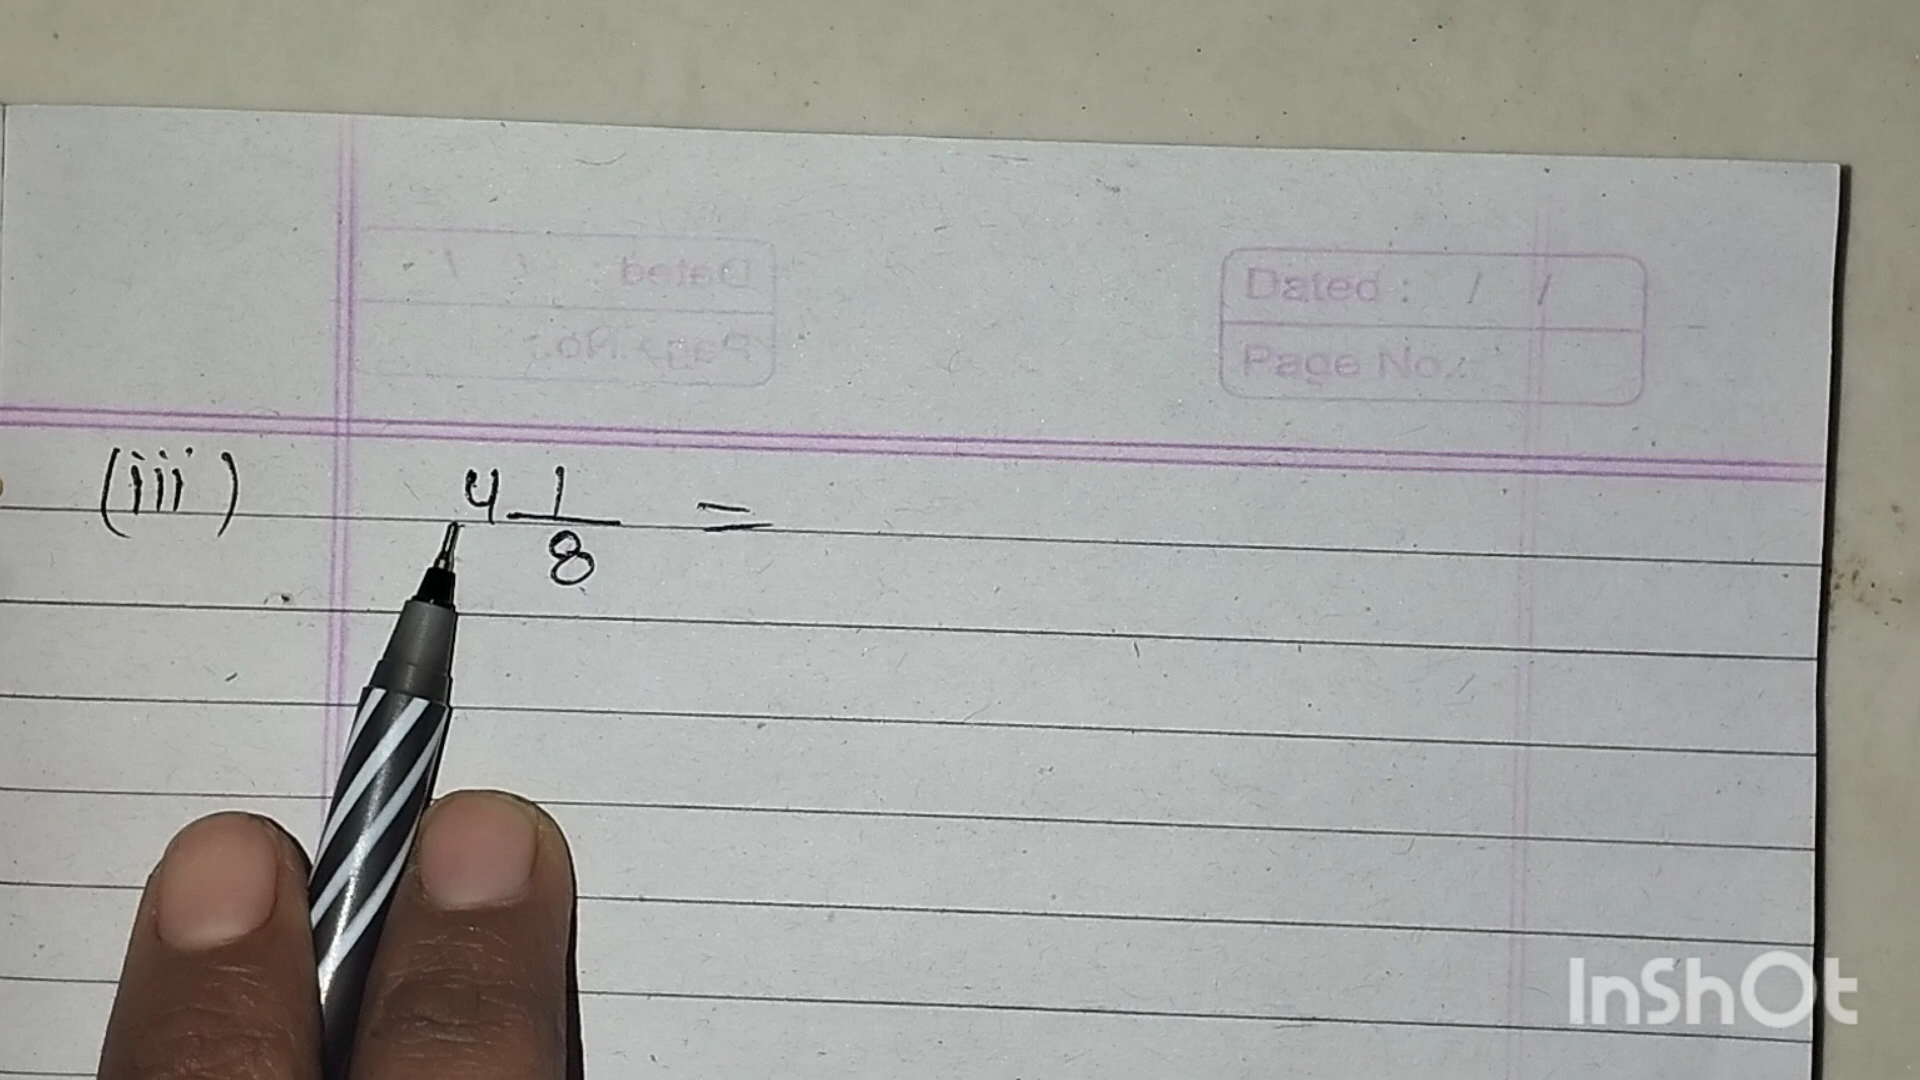 Dated : / /
Page No.:
(iii) 4 1/8 =
InShOt